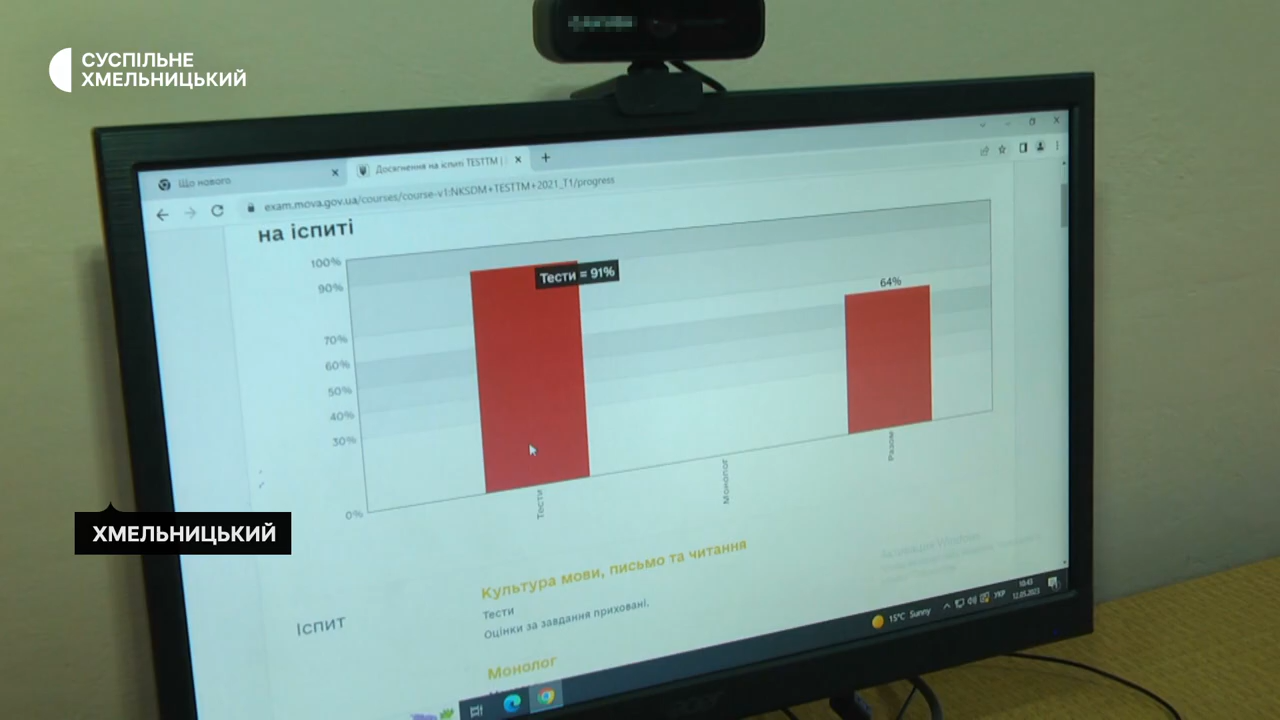 СУСПІЛЬНЕ
ХМЕЛЬНИЦЬКИЙ
Що нового
Досягнення на іспиті TESTTM |
exam.mova.gov.ua/courses/course-v1:NKSDM+TESTTM+2021_T1/progress
на іспиті
100%
90%
70%
60%
50%
40%
30%
0%
Тести = 91%
64%
Тести
Монолог
Разом
ХМЕЛЬНИЦЬКИЙ
Культура мови, письмо та читання
Тести
Оцінки за завдання приховані.
Іспит
Монолог
15°C Sunny
УКР
10:43
12.05.2023